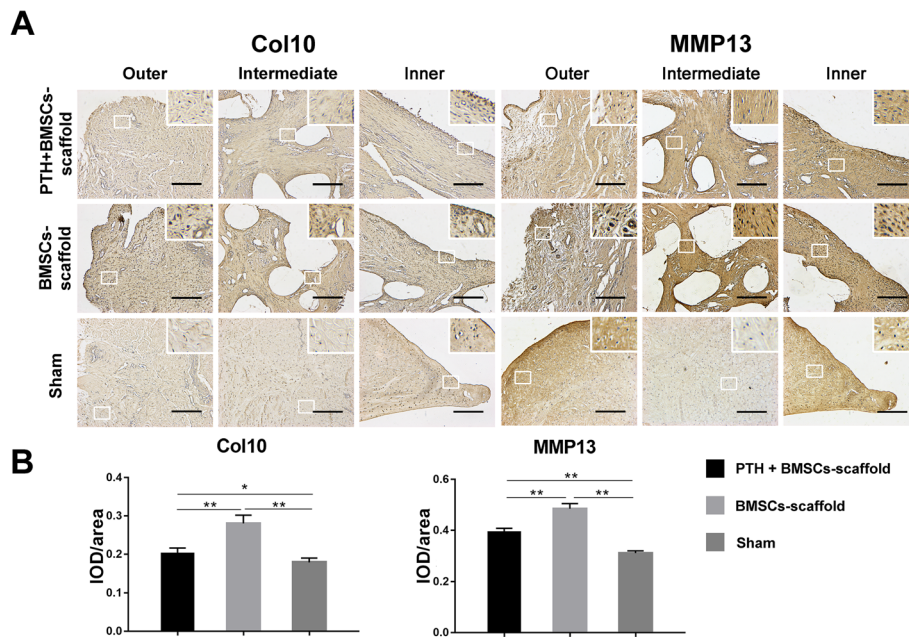 A
Col10
MMP13
Outer
Intermediate
Inner
Outer
Intermediate
Inner
PTH+BMSCs-
scaffold
BMSCs-
scaffold
Sham
B
Col10
MMP13
IOD/area
0.4
0.3
0.2
0.1
0.0
**
**
*
IOD/area
0.6
0.4
0.2
0.0
**
**
**
PTH + BMSCs-scaffold
BMSCs-scaffold
Sham